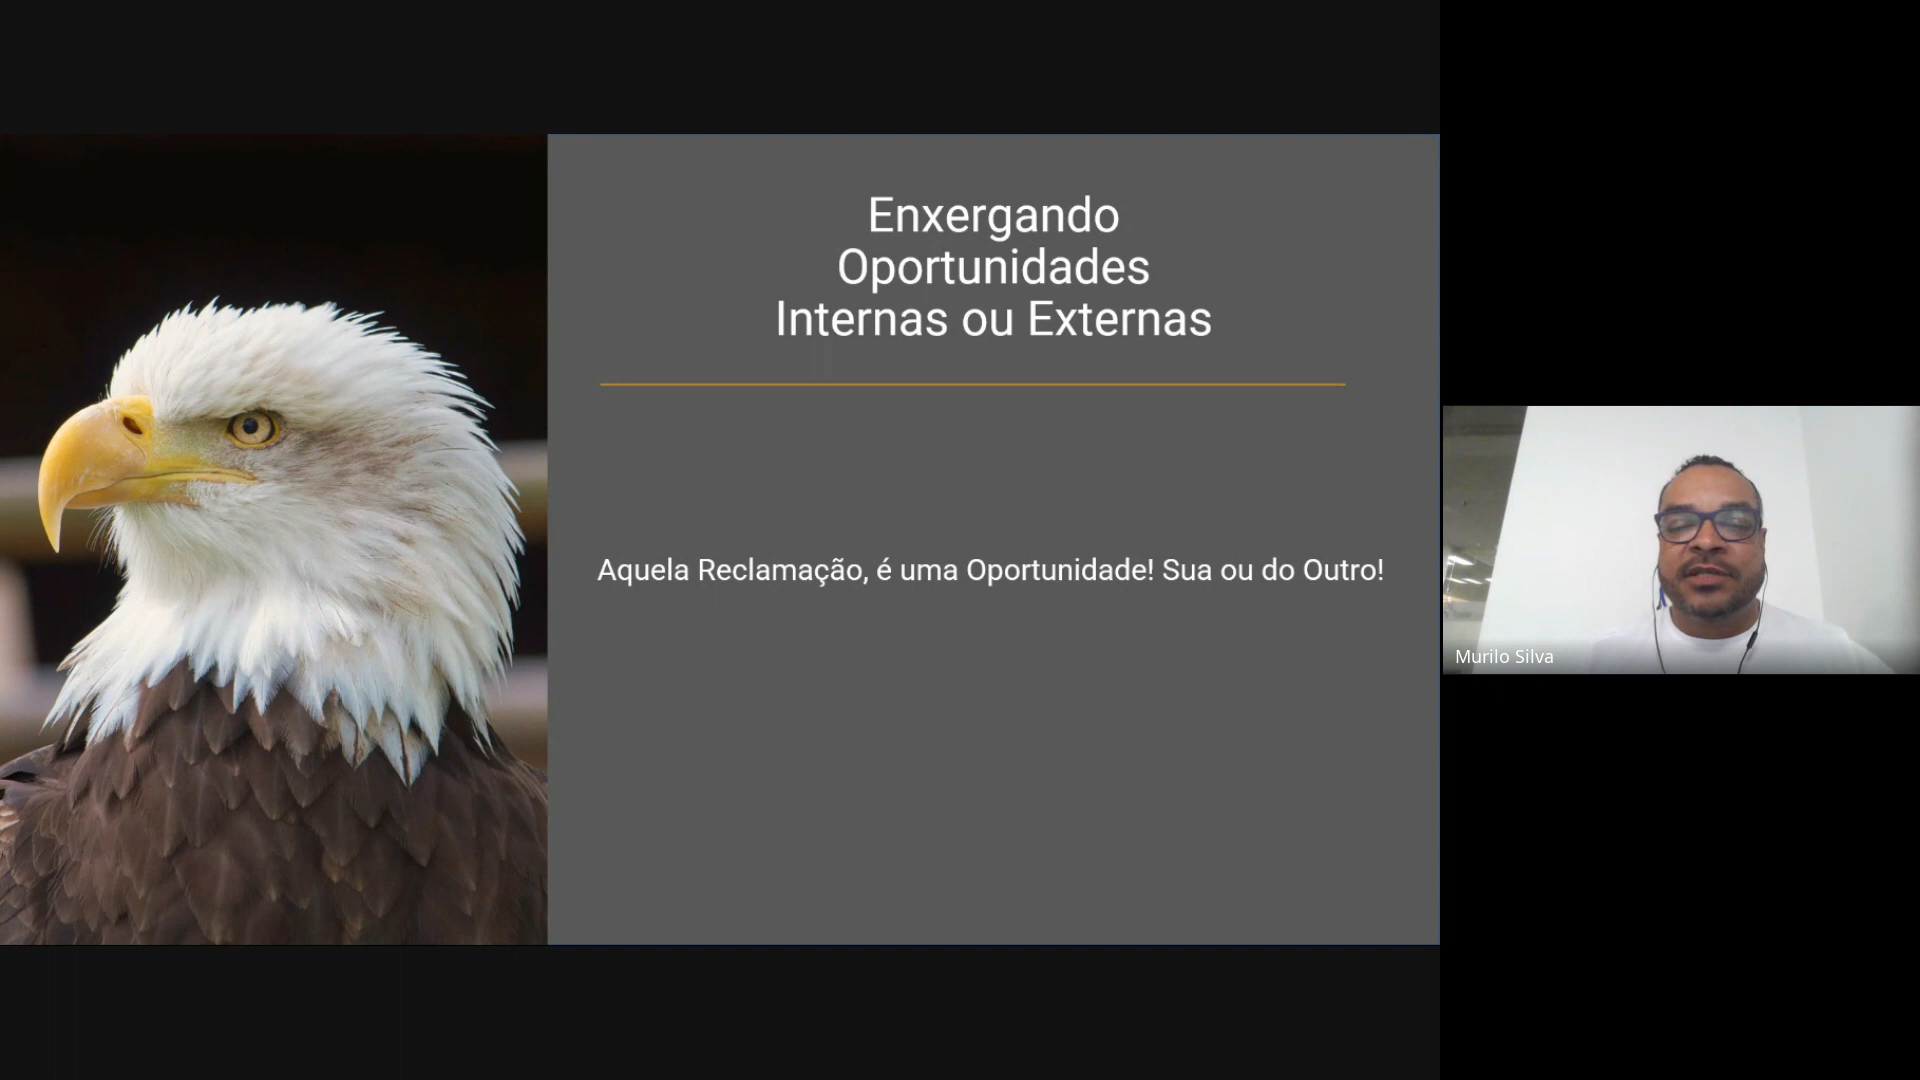 Enxergando
Oportunidades
Internas ou Externas
Aquela Reclamação, é uma Oportunidade! Sua ou do Outro!
Murilo Silva